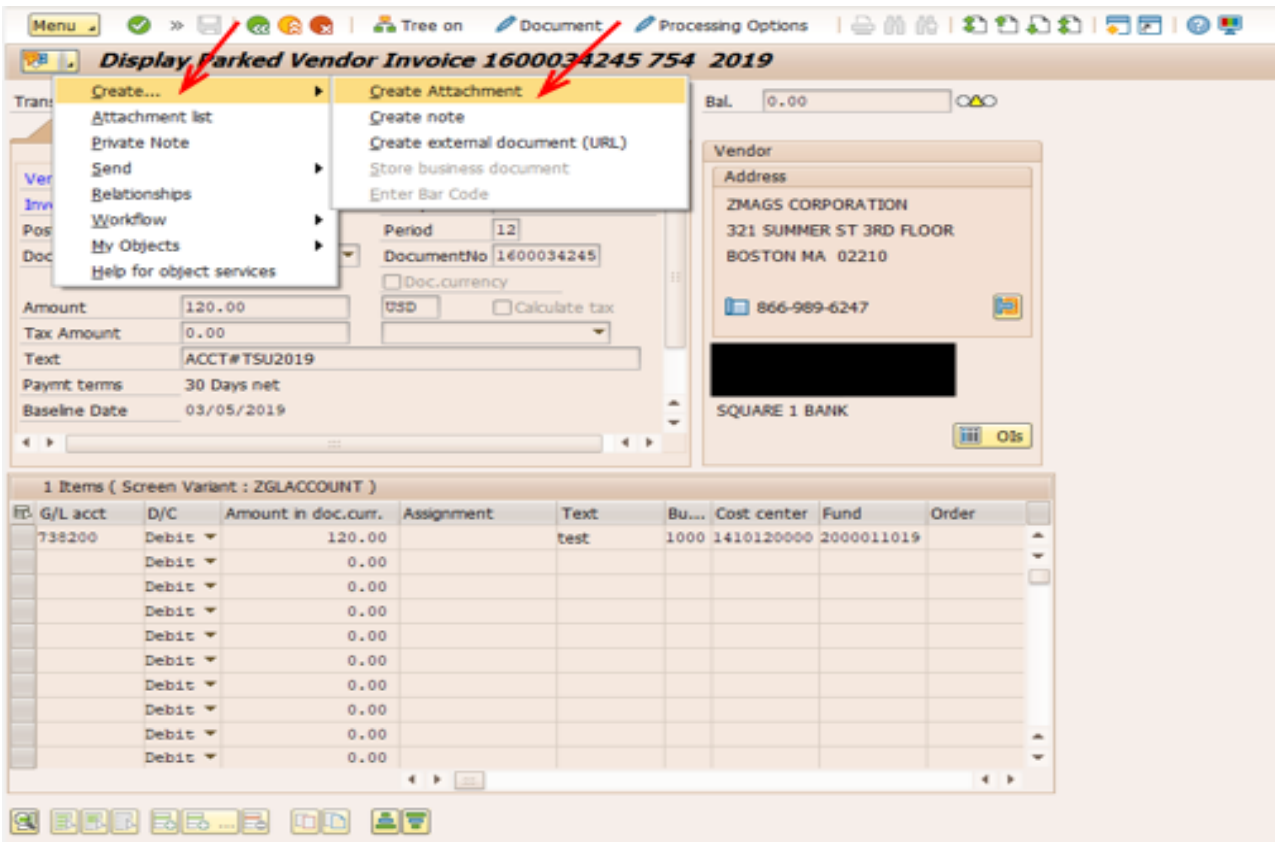 Menu Tree on Document Processing Options
Display Parked Vendor Invoice 1600034245 754 2019
Create...
Attachment list
Private Note
Send
Relationships
Workflow
My Objects
Help for object services
Create Attachment
Create note
Create external document (URL)
Store business document
Enter Bar Code
Trans
Bal. 0.00
Ver
Inv
Pos
Period 12
Doc
DocumentNo 1600034245
Doc.currency
Amount 120.00 USD Calculate tax
Tax Amount 0.00
Text ACCT#TSU2019
Paymt terms 30 Days net
Baseline Date 03/05/2019
Vendor
Address
ZMAGS CORPORATION
321 SUMMER ST 3RD FLOOR
BOSTON MA 02210
866-989-6247
SQUARE 1 BANK
OIs
1 Items ( Screen Variant : ZGLACCOUNT )
G/L acct D/C Amount in doc.curr. Assignment Text Bu... Cost center Fund Order
738200 Debit 120.00 test 1000 1410120000 2000011019
Debit 0.00
Debit 0.00
Debit 0.00
Debit 0.00
Debit 0.00
Debit 0.00
Debit 0.00
Debit 0.00
Debit 0.00